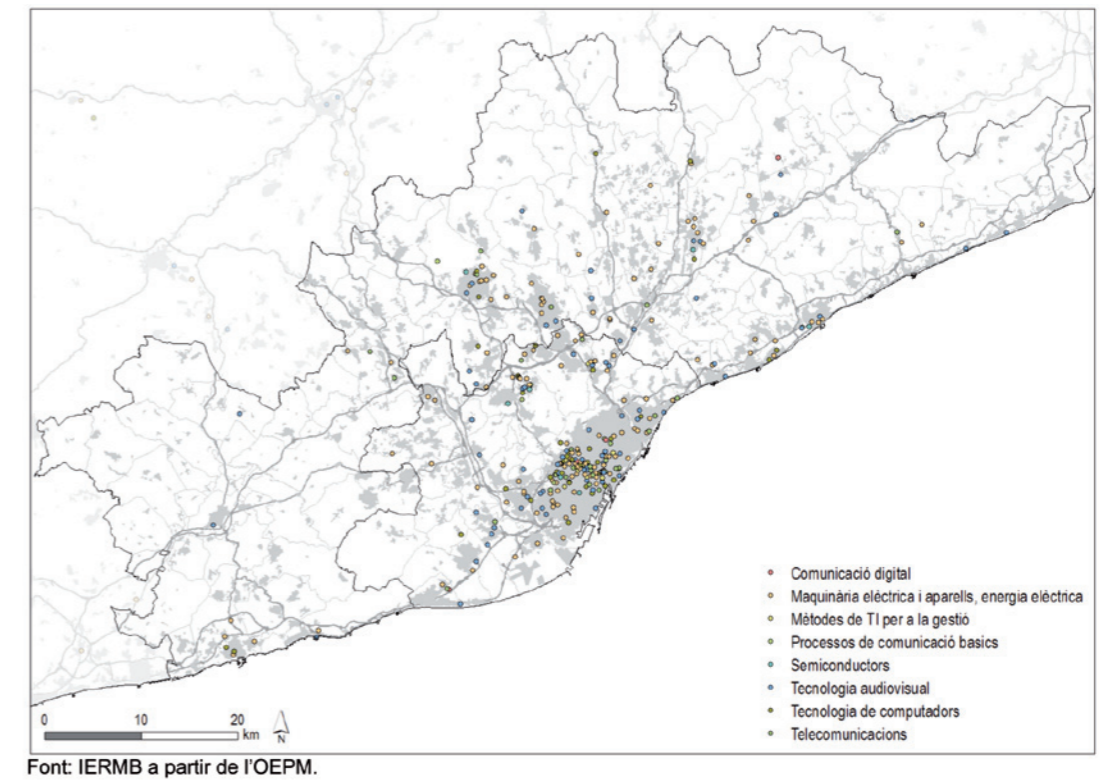 Comunicació digital
Maquinària elèctrica i aparells, energia elèctrica
Mètodes de TI per a la gestió
Processos de comunicació basics
Semiconductors
Tecnologia audiovisual
Tecnologia de computadors
Telecomunicacions
0 10 20
km
N
Font: IERMB a partir de l'OEPM.